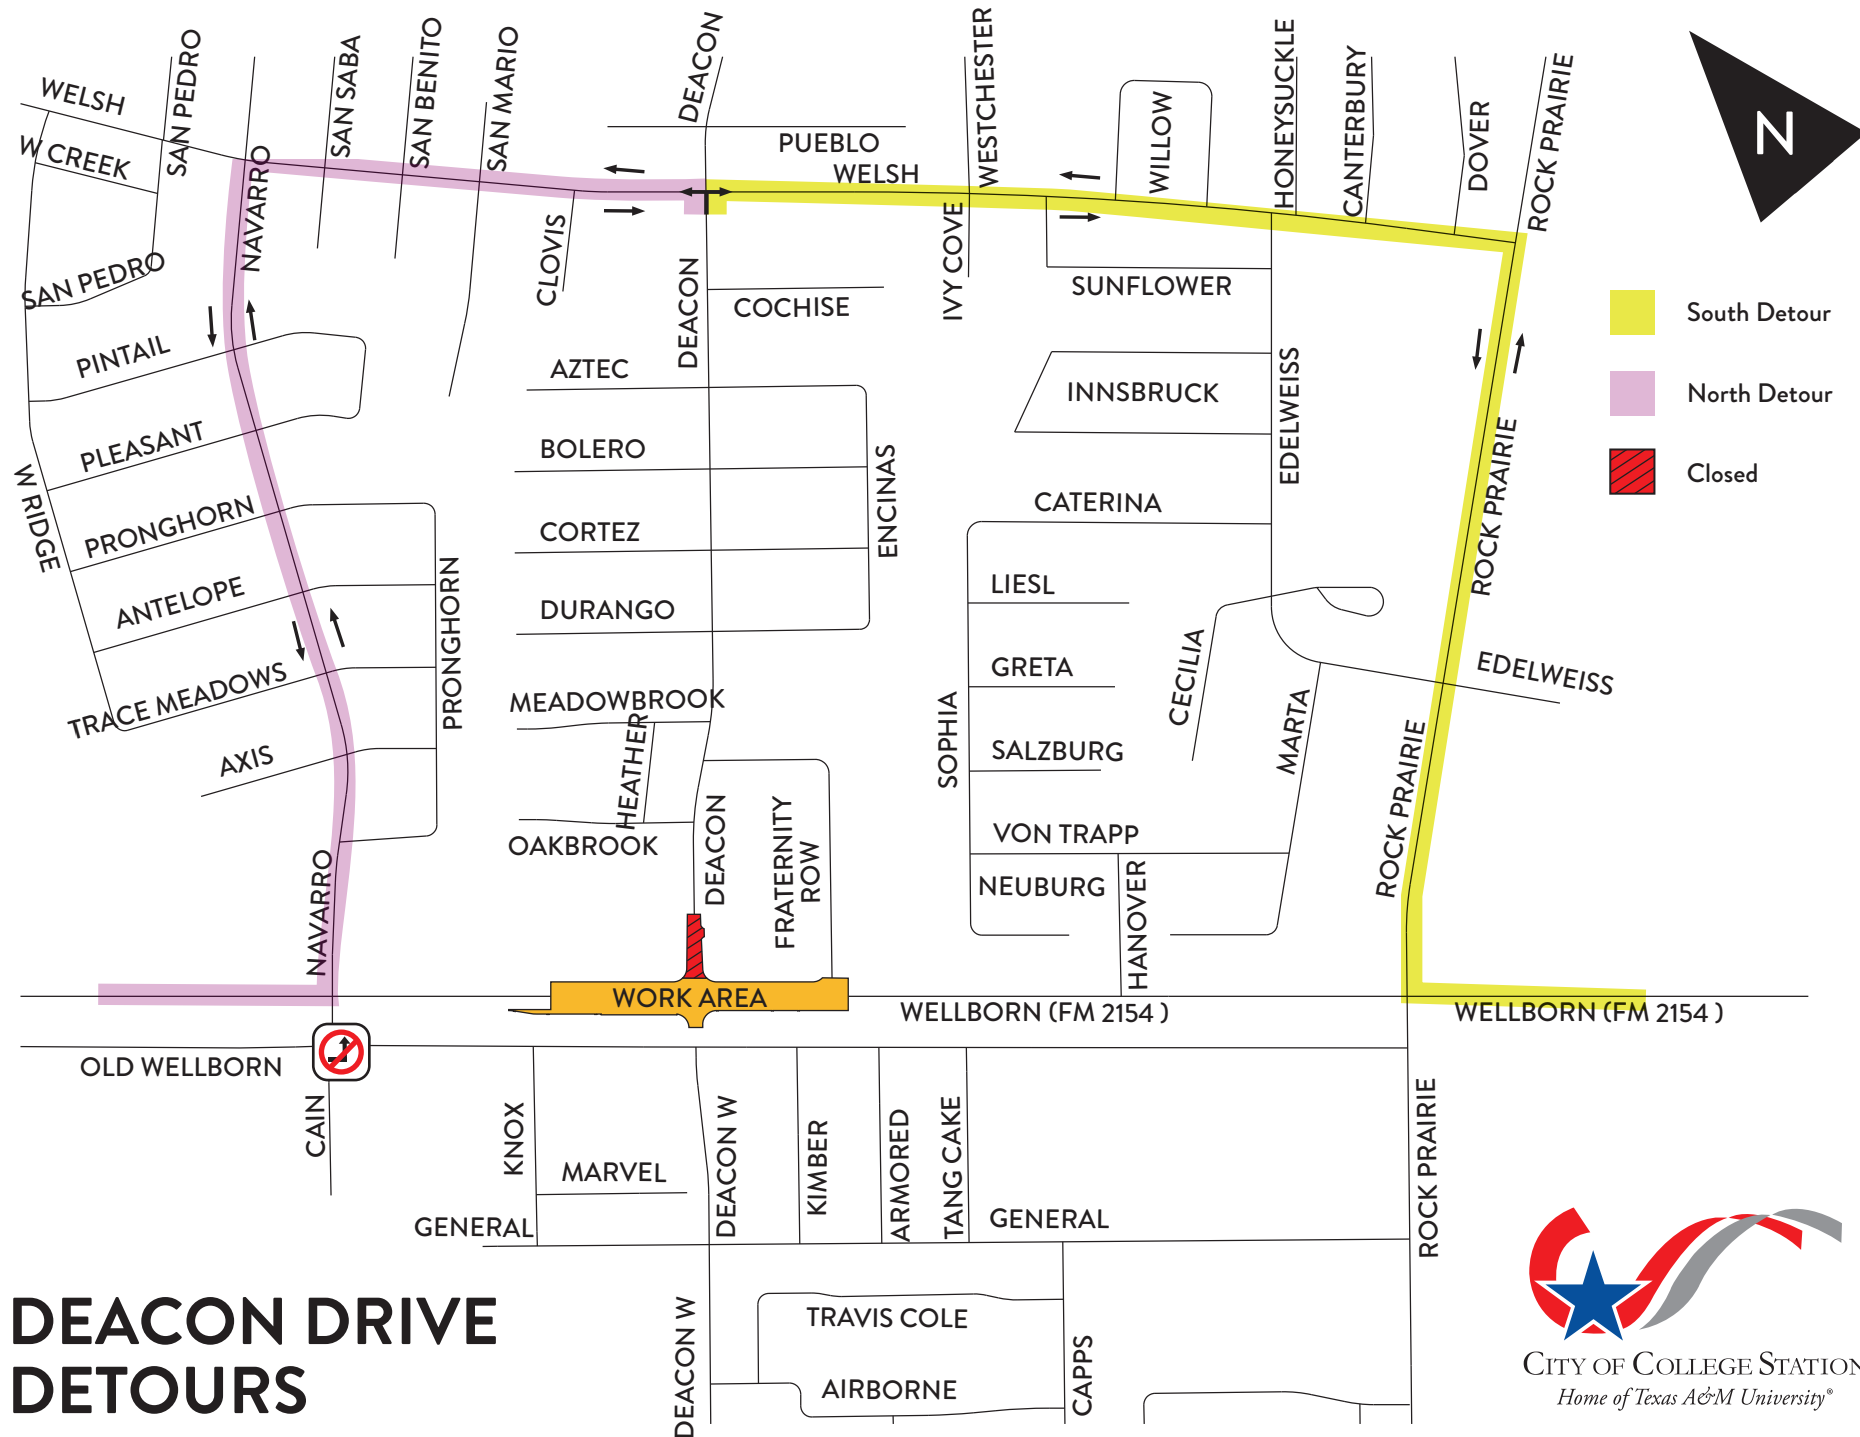 WELSH
SAN PEDRO
SAN SABA
SAN BENITO
SAN MARIO
DEACON
WESTCHESTER
HONEYSUCKLE
CANTERBURY
DOVER
ROCK PRAIRIE
N
W CREEK
NAVARRO
PUEBLO
WELSH
WILLOW
SAN PEDRO
CLOVIS
DEACON
COCHISE
IVY COVE
SUNFLOWER
South Detour
PINTAIL
AZTEC
INNSBRUCK
EDELWEISS
North Detour
PLEASANT
BOLERO
ENCINAS
ROCK PRAIRIE
Closed
W RIDGE
PRONGHORN
CORTEZ
CATERINA
ANTELOPE
PRONGHORN
DURANGO
LIESL
TRACE MEADOWS
MEADOWBROOK
HEATHER
SOPHIA
GRETA
CECILIA
MARTA
EDELWEISS
AXIS
SALZBURG
ROCK PRAIRIE
OAKBROOK
DEACON
FRATERNITY
ROW
VON TRAPP
NEUBURG
HANOVER
NAVARRO
WORK AREA
WELLBORN (FM 2154 )
WELLBORN (FM 2154 )
OLD WELLBORN
CAIN
KNOX
MARVEL
DEACON W
KIMBER
ARMORED
TANG CAKE
ROCK PRAIRIE
GENERAL
GENERAL
DEACON W
TRAVIS COLE
CAPPS
AIRBORNE
DEACON DRIVE
DETOURS
CITY OF COLLEGE STATION
Home of Texas A&M University®